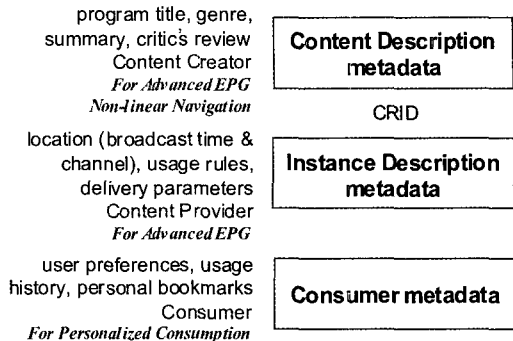 program title, genre,
summary, critic's review
Content Creator
For Advanced EPG
Non-linear Navigation
Content Description
metadata
CRID
location (broadcast time &
channel), usage rules,
delivery parameters
Content Provider
For Advanced EPG
Instance Description
metadata
user preferences, usage
history, personal bookmarks
Consumer
For Personalized Consumption
Consumer metadata